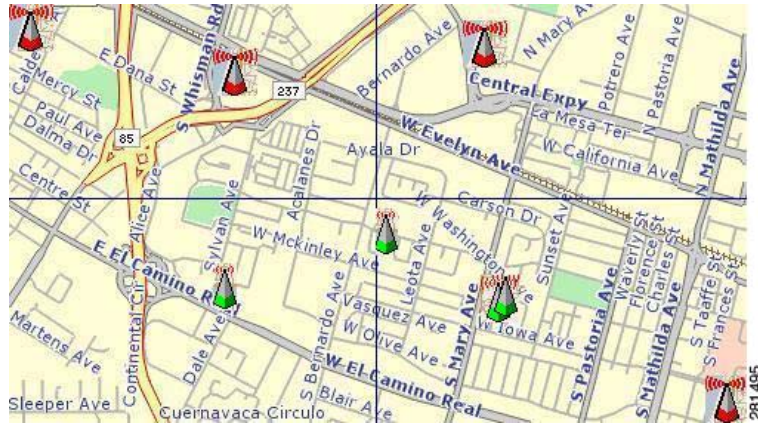 Mercy St
Paul Ave
Dalma Dr
Centre St
E Dana St
S Whisman Rd
237
85
Bernardo Ave
N Mary Ave
Potrero Ave
N Pastoria Ave
Central Expy
La Mesa Ter
W California Ave
N Mathilda Ave
W Evelyn Ave
Ayala Dr
Acalanes Dr
Alice Ave
Sylvan Ave
W Mckinley Ave
E El Camino Real
W Washington Ave
Carson Dr
Sunset Ave
Leota Ave
Waverly St
Florence St
Charles St
S Taaffe St
S Frances St
Martens Ave
Continental Cir
Dale Ave
S Bernardo Ave
Vasquez Ave
W Olive Ave
W Iowa Ave
S Mary Ave
S Pastoria Ave
S Mathilda Ave
W El Camino Real
Blair Ave
Sleeper Ave
Cuernavaca Circulo
281495